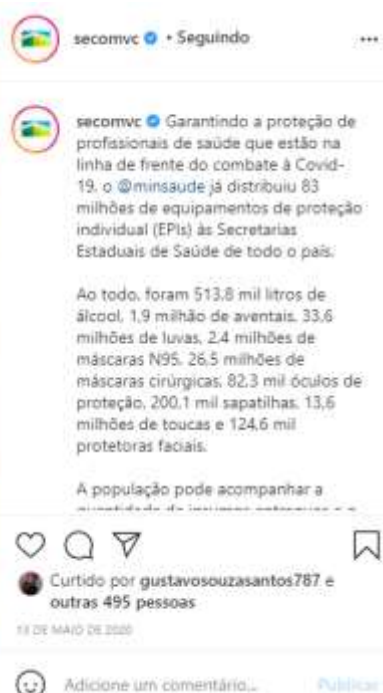 secomvc • Seguindo
secomvc Garantindo a proteção de
profissionais de saúde que estão na
linha de frente do combate à Covid-
19, o @minsaude já distribuiu 83
milhões de equipamentos de proteção
individual (EPIs) às Secretarias
Estaduais de Saúde de todo o país.
Ao todo, foram 513,8 mil litros de
álcool, 1,9 milhão de aventais, 33,6
milhões de luvas, 2,4 milhões de
máscaras N95, 26,5 milhões de
máscaras cirúrgicas, 82,3 mil óculos de
proteção, 200,1 mil sapatilhas, 13,6
milhões de toucas e 124,6 mil
protetoras faciais.
A população pode acompanhar a
Curtido por gustavosouzasantos787 e
outras 495 pessoas
13 DE MAIO DE 2020
Adicione um comentário... Publicar